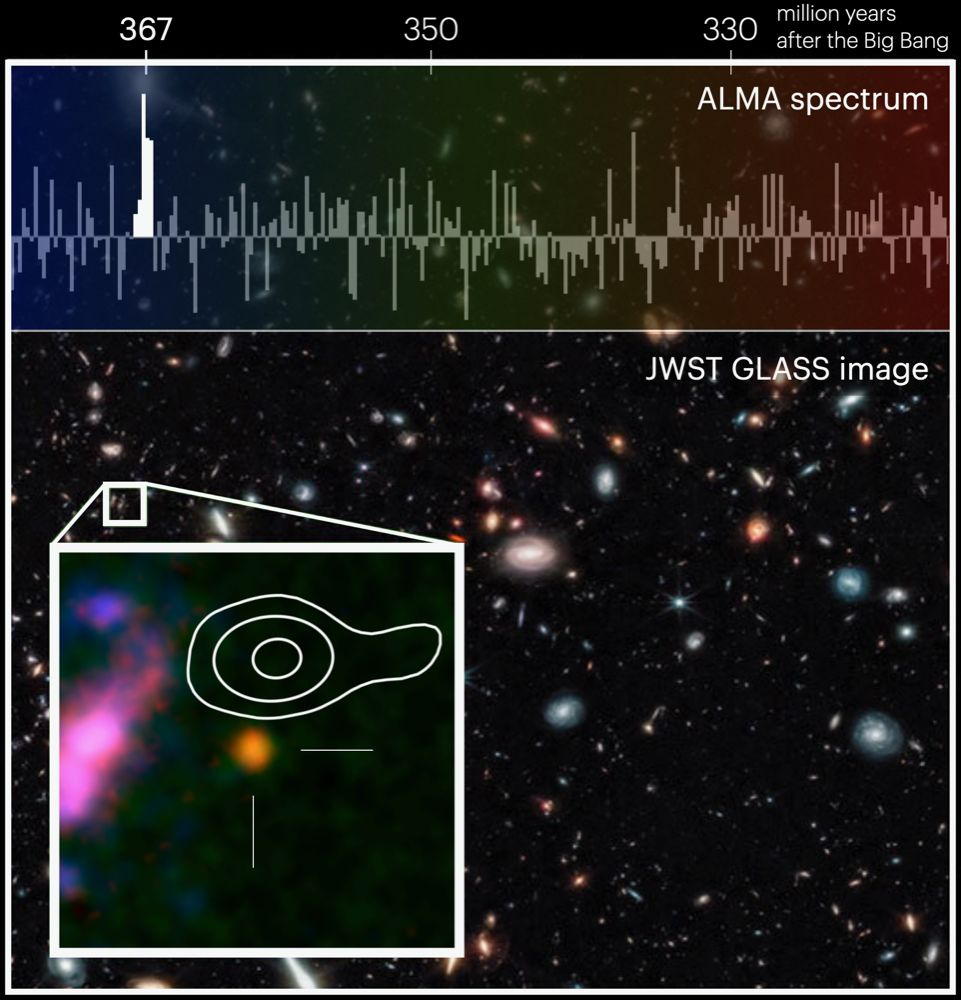 367 350 330 million years
after the Big Bang
ALMA spectrum
JWST GLASS image